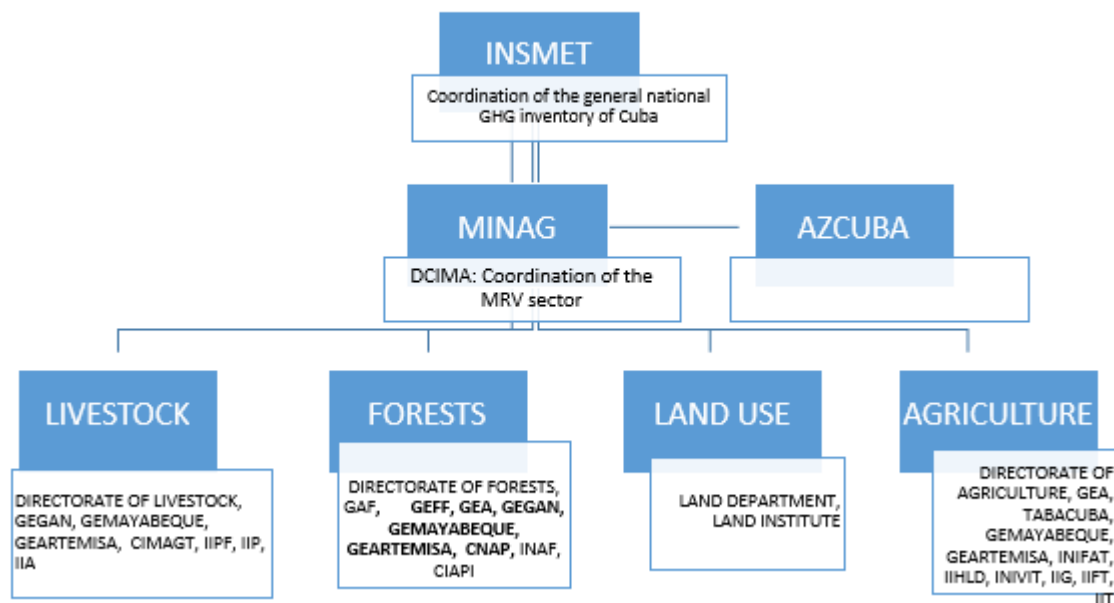 INSMET
Coordination of the general national
GHG inventory of Cuba
MINAG
AZCUBA
DCIMA: Coordination of the
MRV sector
LIVESTOCK
FORESTS
LAND USE
AGRICULTURE
DIRECTORATE OF LIVESTOCK,
GEGAN, GEMAYABEQUE,
GEARTEMISA, CIMAGT, IIPF, IIP,
IIA
DIRECTORATE OF FORESTS,
GAF, GEFF, GEA, GEGAN,
GEMAYABEQUE,
GEARTEMISA, CNAP, INAF,
CIAPI
LAND DEPARTMENT,
LAND INSTITUTE
DIRECTORATE OF
AGRICULTURE, GEA,
TABACUBA,
GEMAYABEQUE,
GEARTEMISA, INIFAT,
IIHLD, INIVIT, IIG, IIFT,
IIT